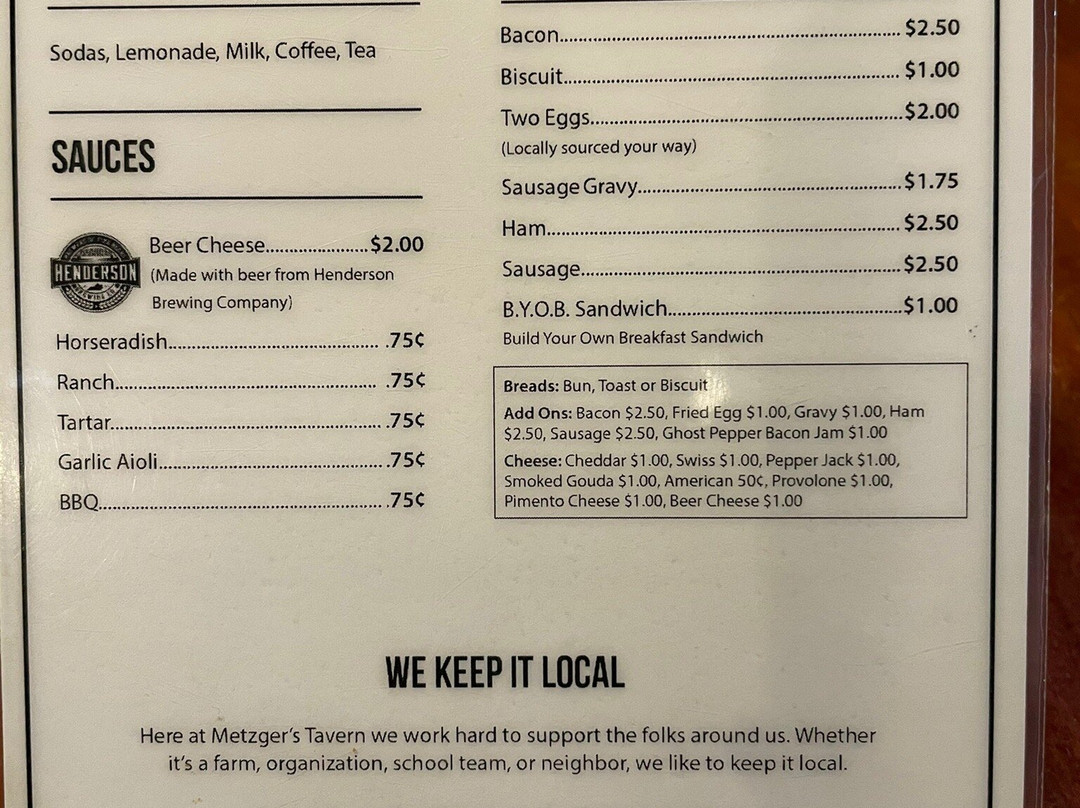 Sodas, Lemonade, Milk, Coffee, Tea
SAUCES
HENDERSON
Beer Cheese....................$2.00
(Made with beer from Henderson
Brewing Company)
Horseradish.......................................... .75¢
Ranch.................................................... .75¢
Tartar..................................................... .75¢
Garlic Aioli............................................. .75¢
BBQ........................................................ .75¢
Bacon.................................................................... $2.50
Biscuit................................................................... $1.00
Two Eggs..............................................................$2.00
(Locally sourced your way)
Sausage Gravy.....................................................$1.75
Ham...................................................................... $2.50
Sausage................................................................ $2.50
B.Y.O.B. Sandwich...............................................$1.00
Build Your Own Breakfast Sandwich
Breads: Bun, Toast or Biscuit
Add Ons: Bacon $2.50, Fried Egg $1.00, Gravy $1.00, Ham
$2.50, Sausage $2.50, Ghost Pepper Bacon Jam $1.00
Cheese: Cheddar $1.00, Swiss $1.00, Pepper Jack $1.00,
Smoked Gouda $1.00, American 50¢, Provolone $1.00,
Pimento Cheese $1.00, Beer Cheese $1.00
WE KEEP IT LOCAL
Here at Metzger's Tavern we work hard to support the folks around us. Whether
it's a farm, organization, school team, or neighbor, we like to keep it local.